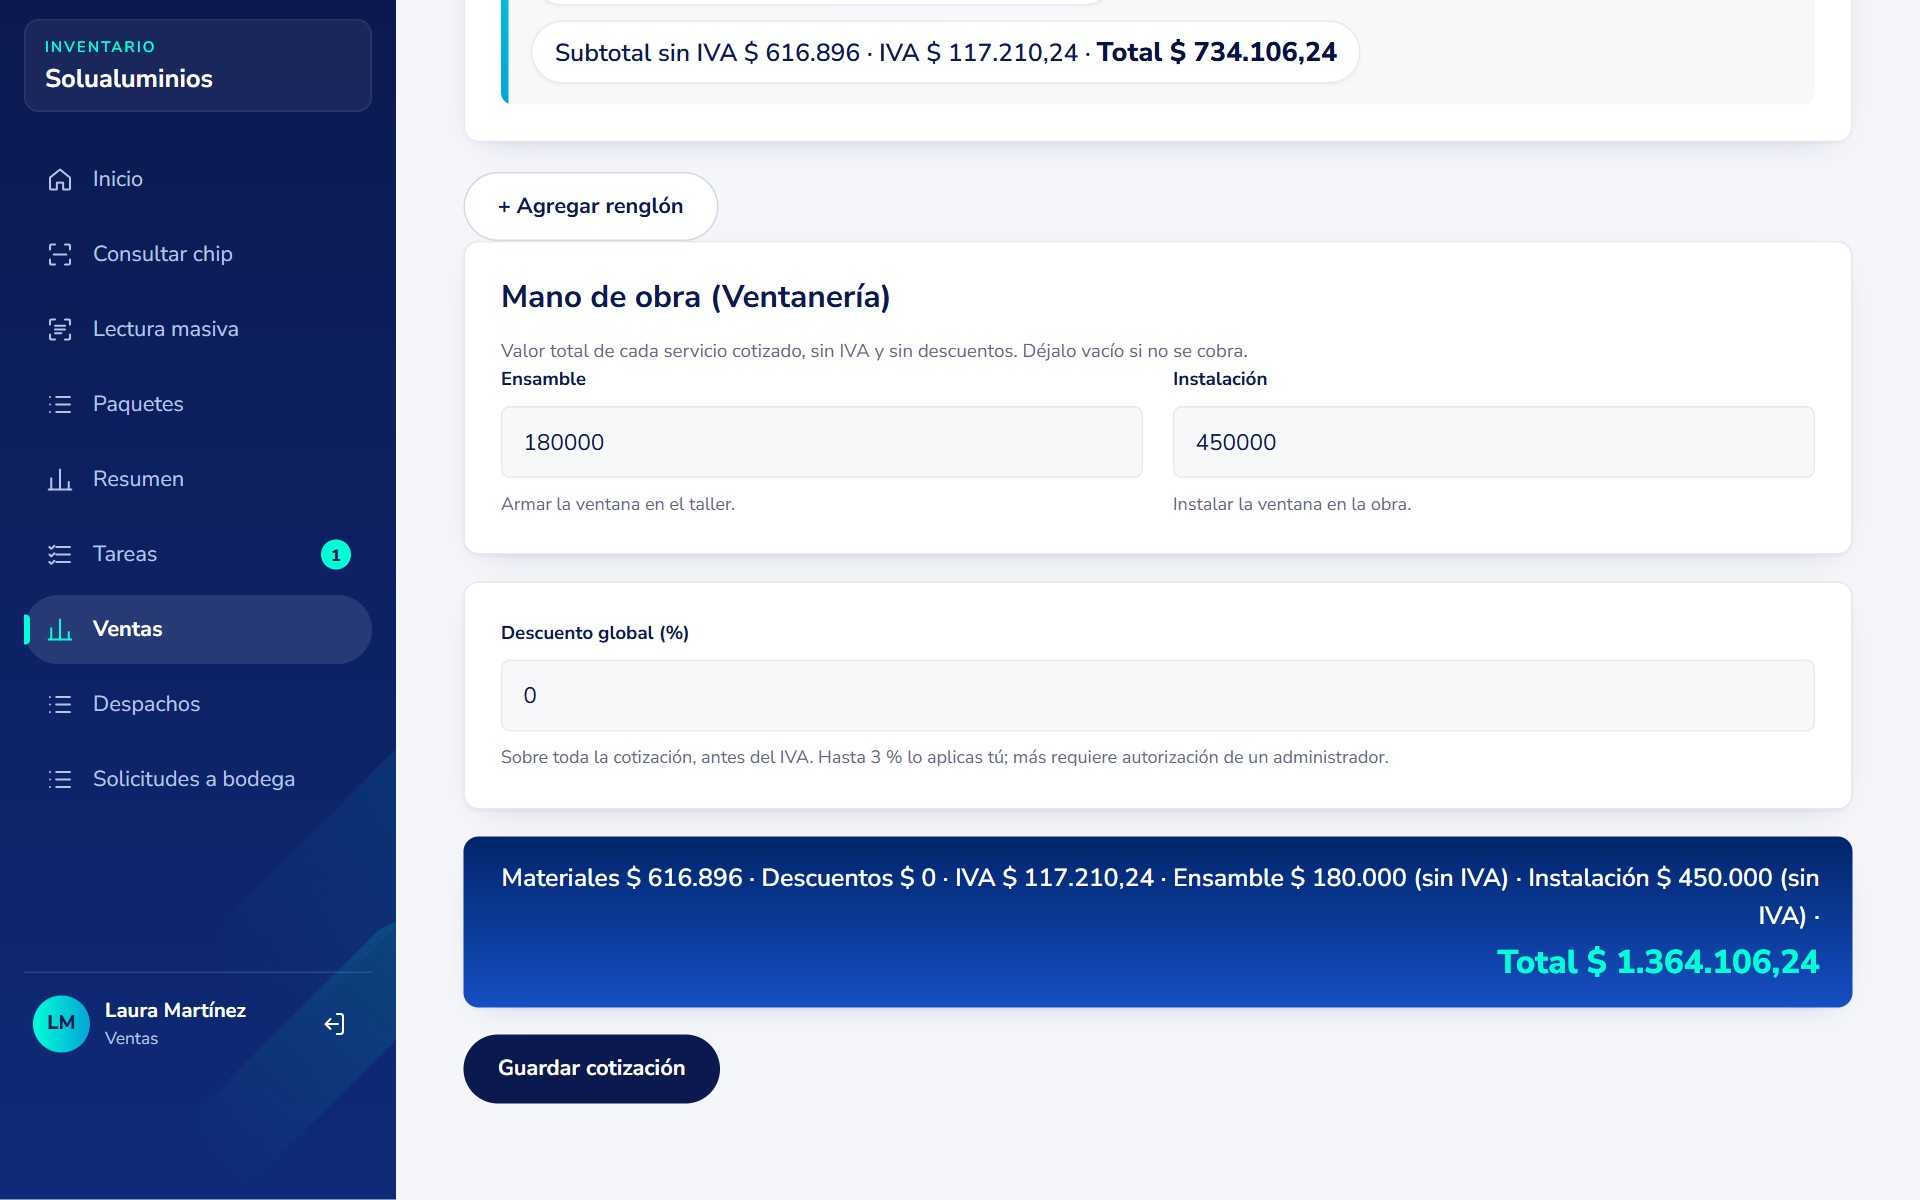 INVENTARIO
Solualuminios
Inicio
Consultar chip
Lectura masiva
Paquetes
Resumen
Tareas
1
Ventas
Despachos
Solicitudes a bodega
LM
Laura Martínez
Ventas
Subtotal sin IVA $ 616.896 · IVA $ 117.210,24 · Total $ 734.106,24
+ Agregar renglón
Mano de obra (Ventanería)
Valor total de cada servicio cotizado, sin IVA y sin descuentos. Déjalo vacío si no se cobra.
Ensamble
180000
Armar la ventana en el taller.
Instalación
450000
Instalar la ventana en la obra.
Descuento global (%)
0
Sobre toda la cotización, antes del IVA. Hasta 3 % lo aplicas tú; más requiere autorización de un administrador.
Materiales $ 616.896 · Descuentos $ 0 · IVA $ 117.210,24 · Ensamble $ 180.000 (sin IVA) · Instalación $ 450.000 (sin
IVA) ·
Total $ 1.364.106,24
Guardar cotización